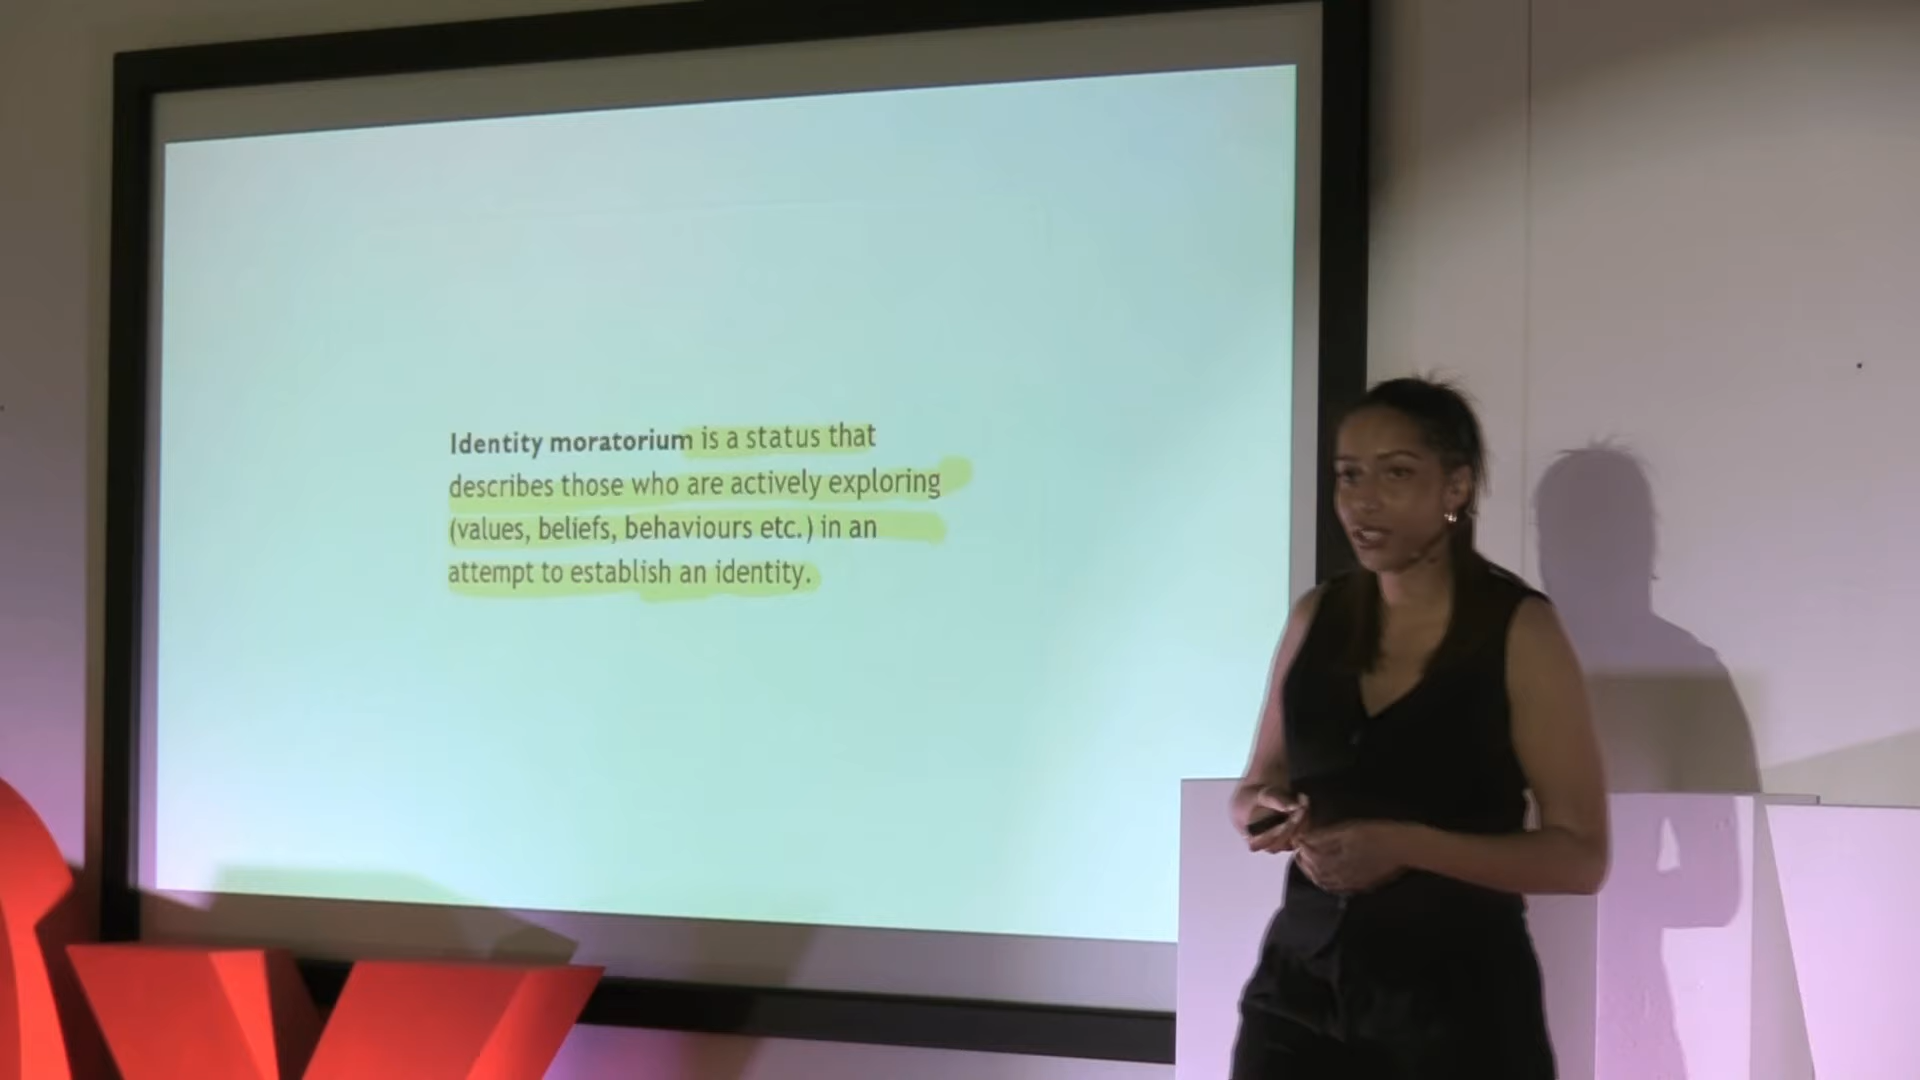 Identity moratorium is a status that
describes those who are actively exploring
(values, beliefs, behaviours etc.) in an
attempt to establish an identity.